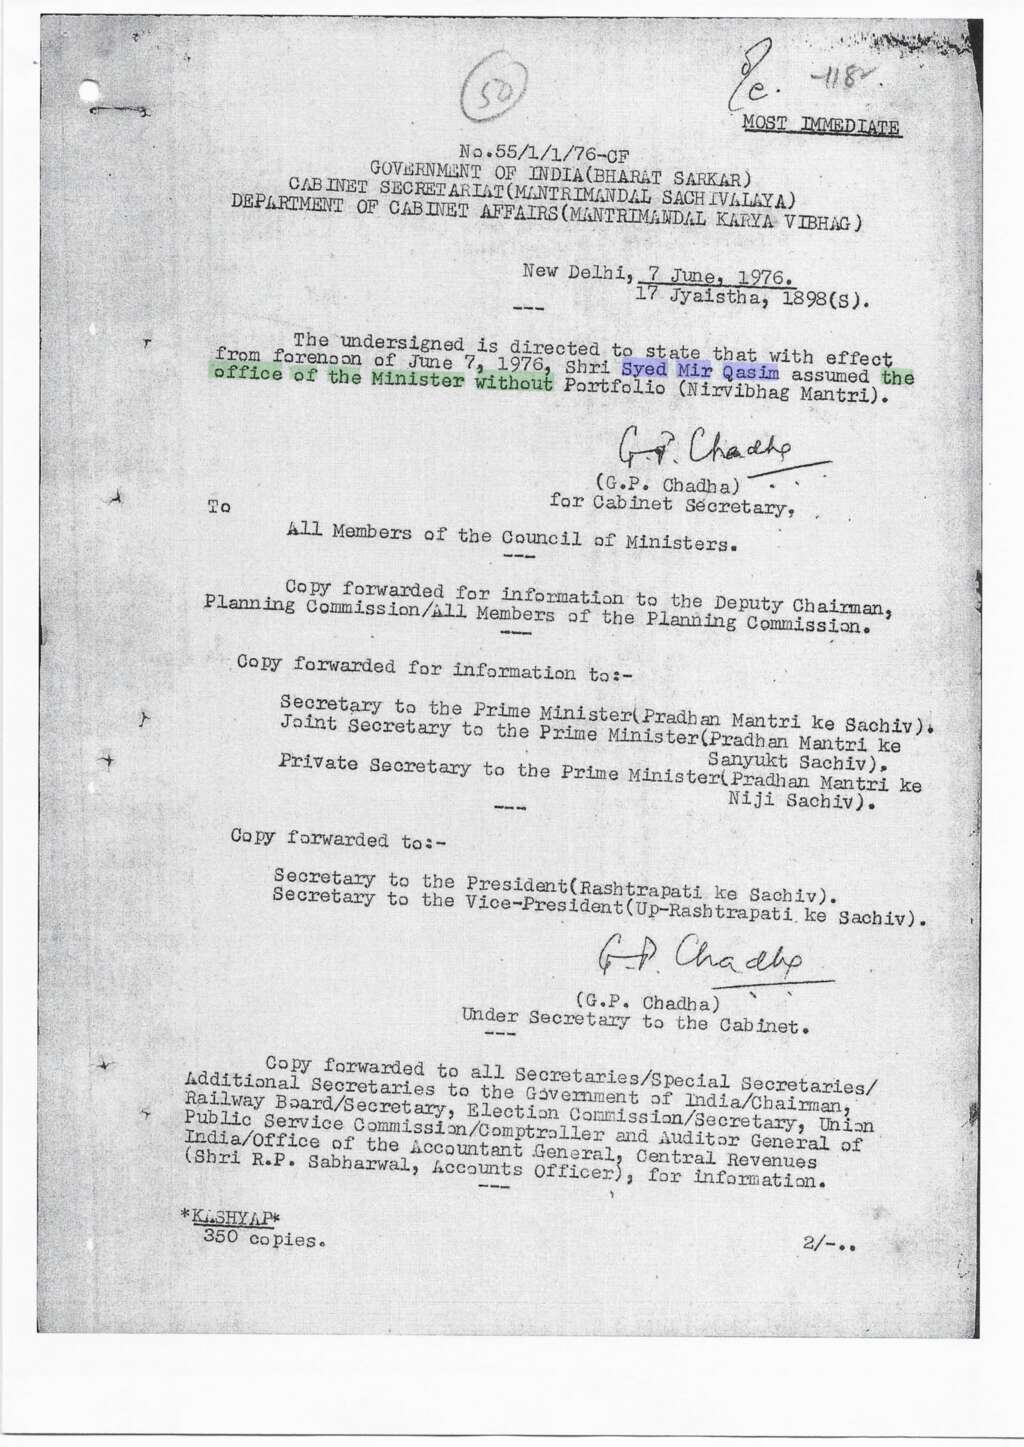 50
118
MOST IMMEDIATE
No.55/1/1/76-CF
GOVERNMENT OF INDIA(BHARAT SARKAR)
CABINET SECRETARIAT(MANTRIMANDAL SACHIVALAYA)
DEPARTMENT OF CABINET AFFAIRS(MANTRIMANDAL KARYA VIBHAG)
New Delhi, 7 June, 1976.
17 Jyaistha, 1898(S).
---
The undersigned is directed to state that with effect
from forenoon of June 7, 1976, Shri Syed Mir Qasim assumed the
office of the Minister without Portfolio (Nirvibhag Mantri).
G.P. Chadha
(G.P. Chadha)
for Cabinet Secretary,
To
All Members of the Council of Ministers.
---
Copy forwarded for information to the Deputy Chairman,
Planning Commission/All Members of the Planning Commission.
---
Copy forwarded for information to:-
Secretary to the Prime Minister(Pradhan Mantri ke Sachiv).
Joint Secretary to the Prime Minister(Pradhan Mantri ke
Sanyukt Sachiv).
Private Secretary to the Prime Minister(Pradhan Mantri ke
Niji Sachiv).
---
Copy forwarded to:-
Secretary to the President(Rashtrapati ke Sachiv).
Secretary to the Vice-President(Up-Rashtrapati ke Sachiv).
G.P. Chadha
(G.P. Chadha)
Under Secretary to the Cabinet.
---
Copy forwarded to all Secretaries/Special Secretaries/
Additional Secretaries to the Government of India/Chairman,
Railway Board/Secretary, Election Commission/Secretary, Union
Public Service Commission/Comptroller and Auditor General of
India/Office of the Accountant General, Central Revenues
(Shri R.P. Sabharwal, Accounts Officer), for information.
---
*KASHYAP*
350 copies.
2/-..